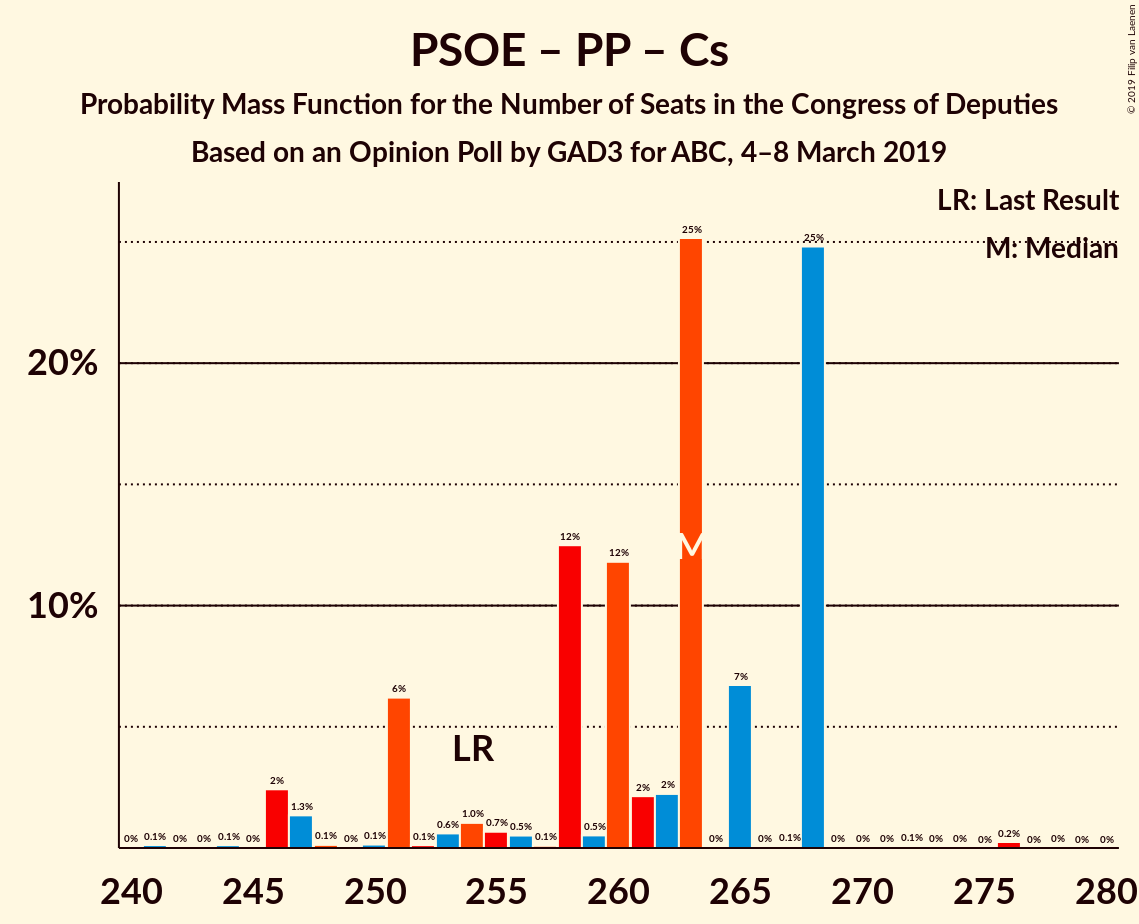 © 2019 Filip van Laenen
PSOE – PP – Cs
Probability Mass Function for the Number of Seats in the Congress of Deputies
Based on an Opinion Poll by GAD3 for ABC, 4–8 March 2019
LR: Last Result
M: Median
20%
10%
0% 0.1% 0% 0% 0.1% 0% 2% 1.3% 0.1% 0% 0.1% 6% 0.1% 0.6% 1.0% 0.7% 0.5% 0.1% 12% 0.5% 12% 2% 2% 25% 0% 7% 0% 0.1% 25% 0% 0% 0% 0.1% 0% 0% 0% 0.2% 0% 0% 0% 0%
LR
M
240 245 250 255 260 265 270 275 280